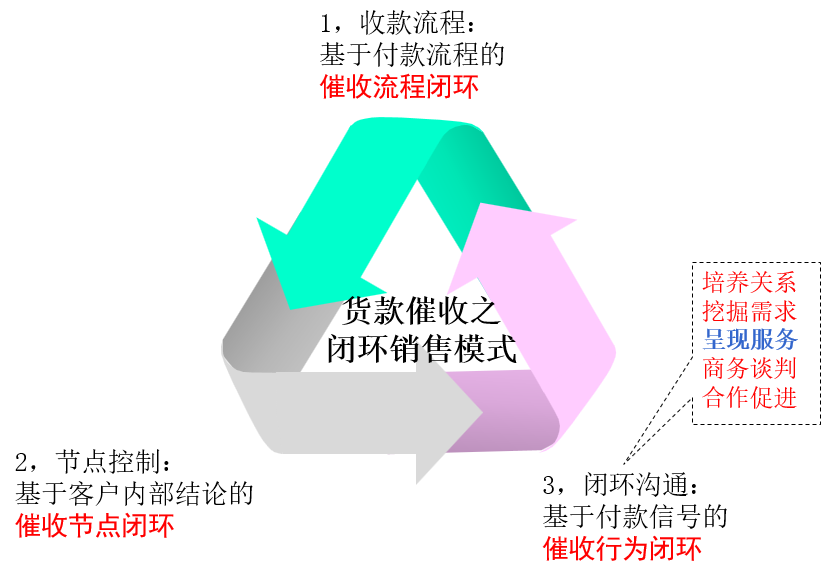 1，收款流程：
基于付款流程的
催收流程闭环
货款催收之
闭环销售模式
培养关系
挖掘需求
呈现服务
商务谈判
合作促进
2，节点控制：
基于客户内部结论的
催收节点闭环
3，闭环沟通：
基于付款信号的
催收行为闭环